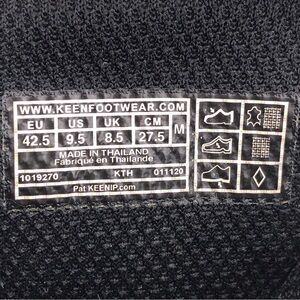 WWW.KEENFOOTWEAR.COM
EU US UK CM M
42.5 9.5 8.5 27.5
MADE IN THAILAND
Fabriqué en Thaïlande
1019270 KTH 011120
Pat KEENIP.com